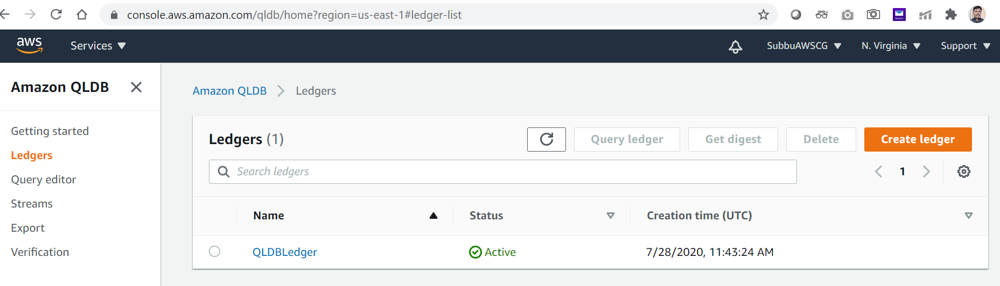 console.aws.amazon.com/qldb/home?region=us-east-1#ledger-list
YAHOO!
aws Services SubbuAWSCG N. Virginia Support
Amazon QLDB
Getting started
Ledgers
Query editor
Streams
Export
Verification
Amazon QLDB Ledgers
Ledgers (1) Query ledger Get digest Delete Create ledger
Search ledgers 1
Name Status Creation time (UTC)
QLDBLedger Active 7/28/2020, 11:43:24 AM